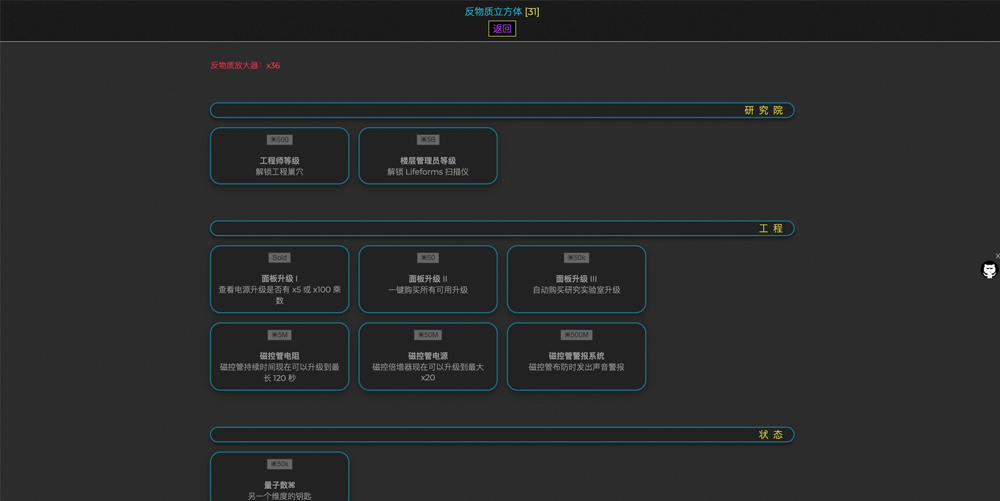 反物质立方体 [31]
返回
反物质放大器：x36
研究院
⌘500
⌘5B
工程师等级
楼层管理员等级
解锁工程巢穴
解锁 Lifeforms 扫描仪
工程
Sold
⌘50
⌘50k
面板升级 I
面板升级 II
面板升级 III
查看电源升级是否有 x5 或 x100 乘
数
一键购买所有可用升级
自动购买研究实验室升级
⌘5M
⌘50M
⌘500M
磁控管电阻
磁控管电源
磁控管警报系统
磁控管持续时间现在可以升级到最
长 120 秒
磁控倍增器现在可以升级到最大
x20
磁控管布防时发出声音警报
状态
⌘50k
量子数⌘
另一个维度的钥匙
X